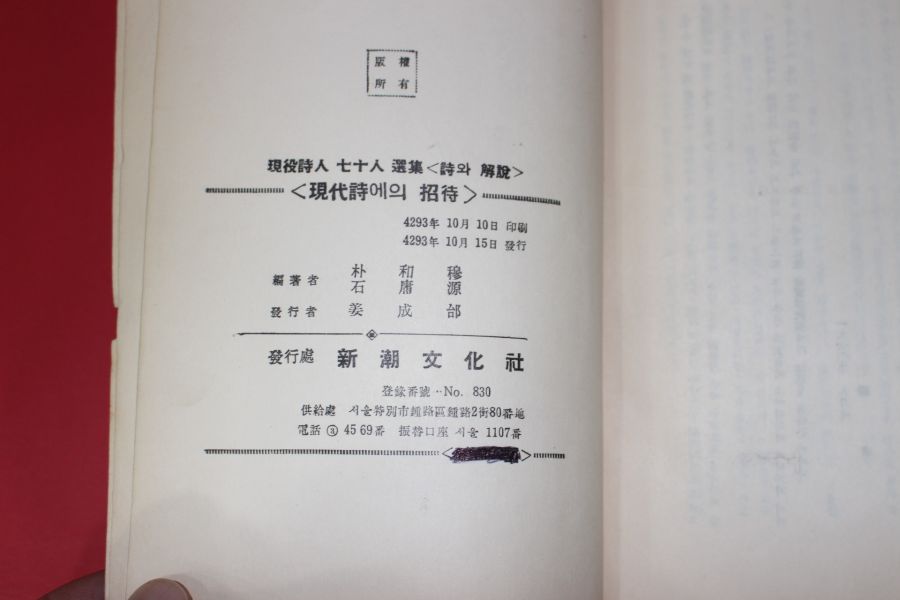 版權
所有
現役詩人 七十人 選集<詩와 解說>
<現代詩에의 招待>
4293年 10月 10日 印刷
4293年 10月 15日 發行
編著者 朴和穆
石庸源
發行者 姜成邰
發行處 新潮文化社
登錄番號··No. 830
供給處 서울特別市鍾路區鍾路2街80番地
電話 ③ 4569番 振替口座 서울 1107番